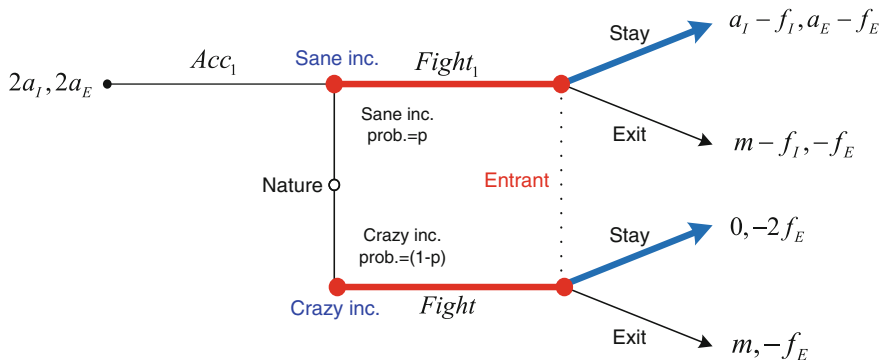 Stay
a_I − f_I, a_E − f_E
Acc_1
Sane inc.
Fight_1
2a_I, 2a_E
Sane inc.
prob.=p
Exit
m − f_I, −f_E
Nature
Entrant
Stay
0, −2f_E
Crazy inc.
prob.=(1-p)
Crazy inc.
Fight
Exit
m, −f_E